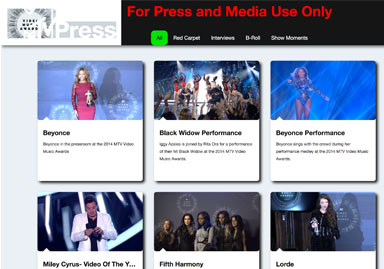 VIDEO
MUSIC
AWARD
VMPress
For Press and Media Use Only
All Red Carpet Interviews B-Roll Show Moments
Beyonce
Beyonce in the pressroom at the 2014 MTV Video
Music Awards
Black Widow Performance
Iggy Azalea is joined by Rita Ora for a performance
of their hit Black Widow at the 2014 MTV Video
Music Awards.
Beyonce Performance
Beyonce sings with the crowd during her
performance medley at the 2014 MTV Video Music
Awards.
Miley Cyrus- Video Of The Y...
Fifth Harmony
Lorde